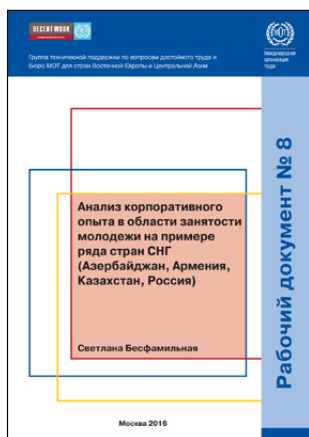 DECENT WORK
Международная
организация
труда
Группа технической поддержки по вопросам достойного труда и
Бюро МОТ для стран Восточной Европы и Центральной Азии
Рабочий документ № 8
Анализ корпоративного
опыта в области занятости
молодежи на примере
ряда стран СНГ
(Азербайджан, Армения,
Казахстан, Россия)
Светлана Бесфамильная
Москва 2016